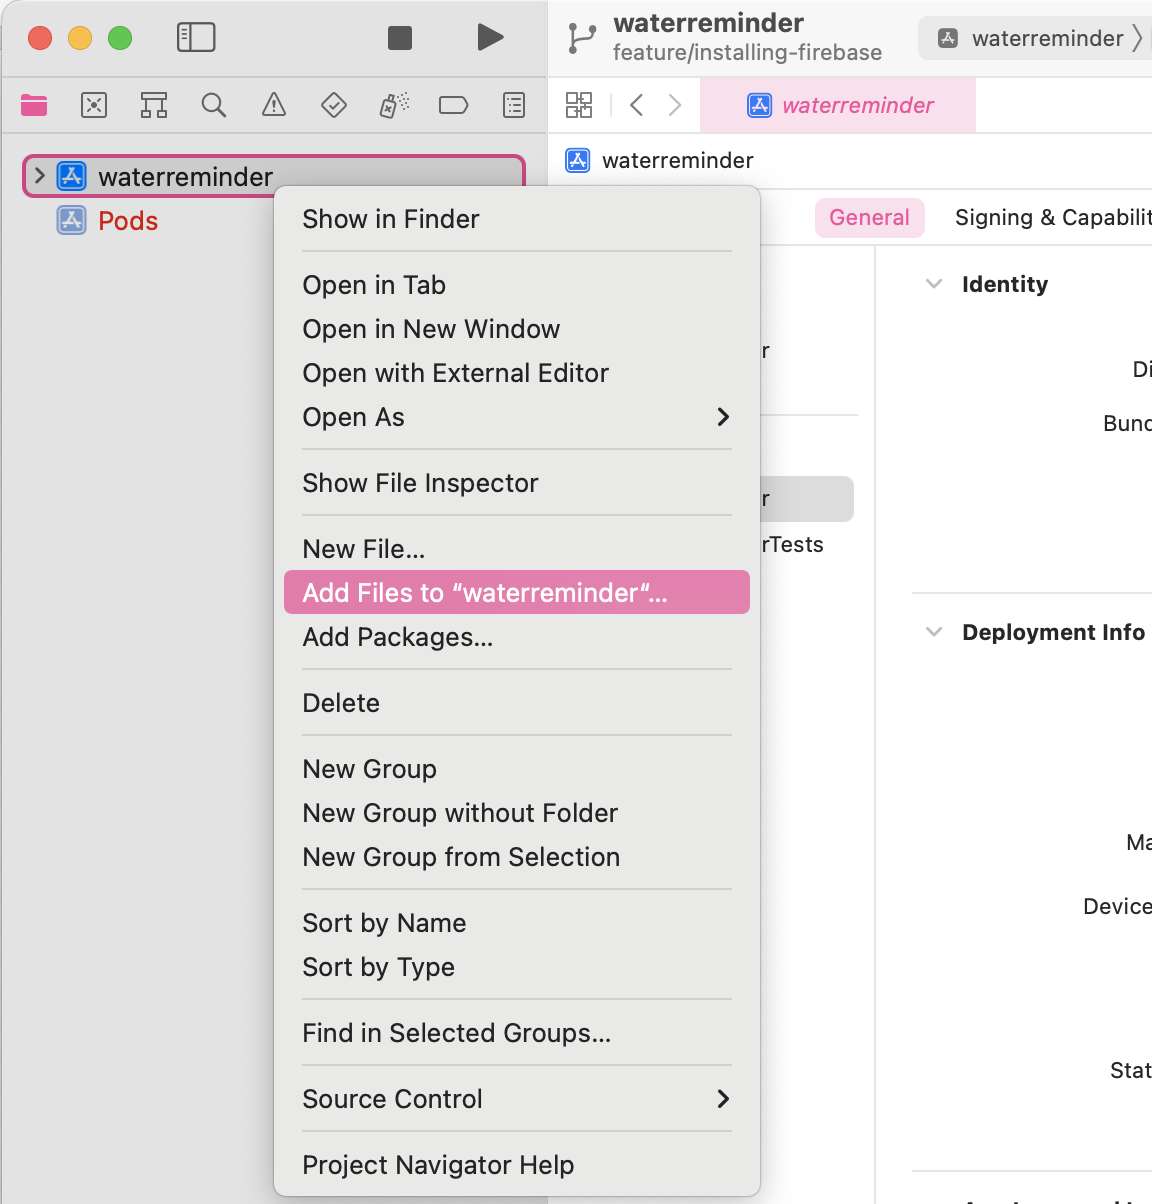 waterreminder
feature/installing-firebase
waterreminder
waterreminder
waterreminder
waterreminder
Pods
General
Signing & Capabilit
Show in Finder
Open in Tab
Open in New Window
Open with External Editor
Open As
Show File Inspector
New File...
Add Files to “waterreminder“...
Add Packages...
Delete
New Group
New Group without Folder
New Group from Selection
Sort by Name
Sort by Type
Find in Selected Groups...
Source Control
Project Navigator Help
r
r
rTests
Identity
Di
Bund
Deployment Info
Ma
Device
Stat